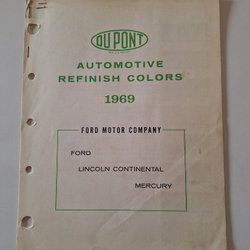 DU PONT
AUTOMOTIVE
REFINISH COLORS
1969
FORD MOTOR COMPANY
FORD
LINCOLN CONTINENTAL
MERCURY